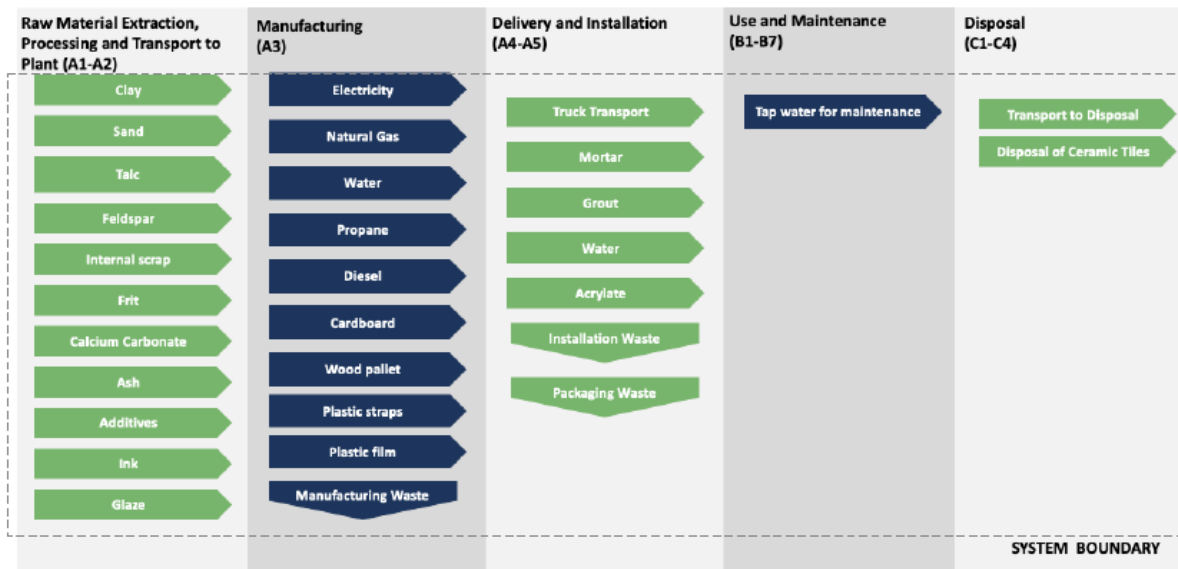 Raw Material Extraction,
Processing and Transport to
Plant (A1-A2)
Clay
Sand
Talc
Feldspar
Internal scrap
Frit
Calcium Carbonate
Ash
Additives
Ink
Glaze
Manufacturing
(A3)
Electricity
Natural Gas
Water
Propane
Diesel
Cardboard
Wood pallet
Plastic straps
Plastic film
Manufacturing Waste
Delivery and Installation
(A4-A5)
Truck Transport
Mortar
Grout
Water
Acrylate
Installation Waste
Packaging Waste
Use and Maintenance
(B1-B7)
Tap water for maintenance
Disposal
(C1-C4)
Transport to Disposal
Disposal of Ceramic Tiles
SYSTEM BOUNDARY